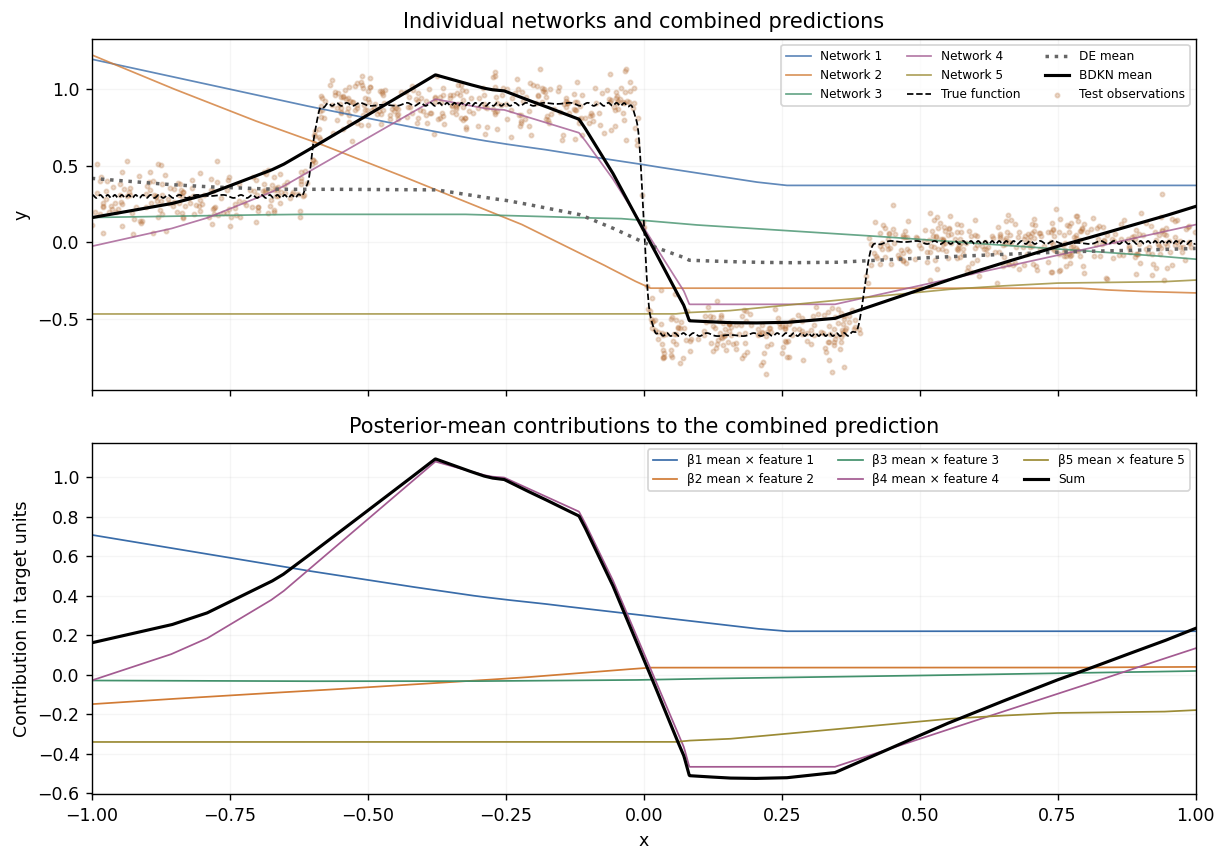 Individual networks and combined predictions
Network 1
Network 2
Network 3
Network 4
Network 5
True function
DE mean
BDKN mean
Test observations
1.0
0.5
0.0
−0.5
y
Posterior-mean contributions to the combined prediction
β1 mean × feature 1
β2 mean × feature 2
β3 mean × feature 3
β4 mean × feature 4
β5 mean × feature 5
Sum
1.0
0.8
0.6
0.4
0.2
0.0
−0.2
−0.4
−0.6
Contribution in target units
−1.00 −0.75 −0.50 −0.25 0.00 0.25 0.50 0.75 1.00
x